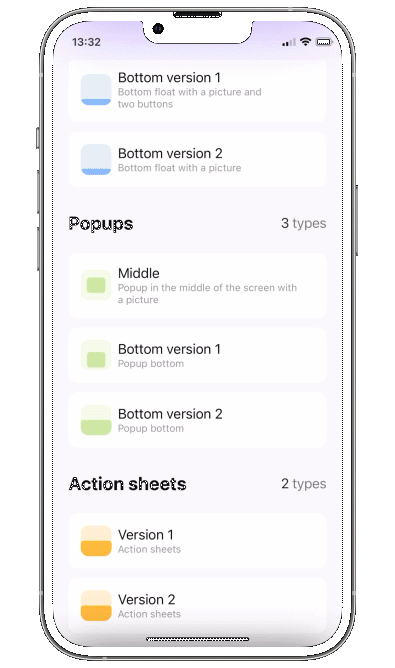 13:32
Bottom version 1
Bottom float with a picture and
two buttons
Bottom version 2
Bottom float with a picture
Popups
3 types
Middle
Popup in the middle of the screen with
a picture
Bottom version 1
Popup bottom
Bottom version 2
Popup bottom
Action sheets
2 types
Version 1
Action sheets
Version 2
Action sheets